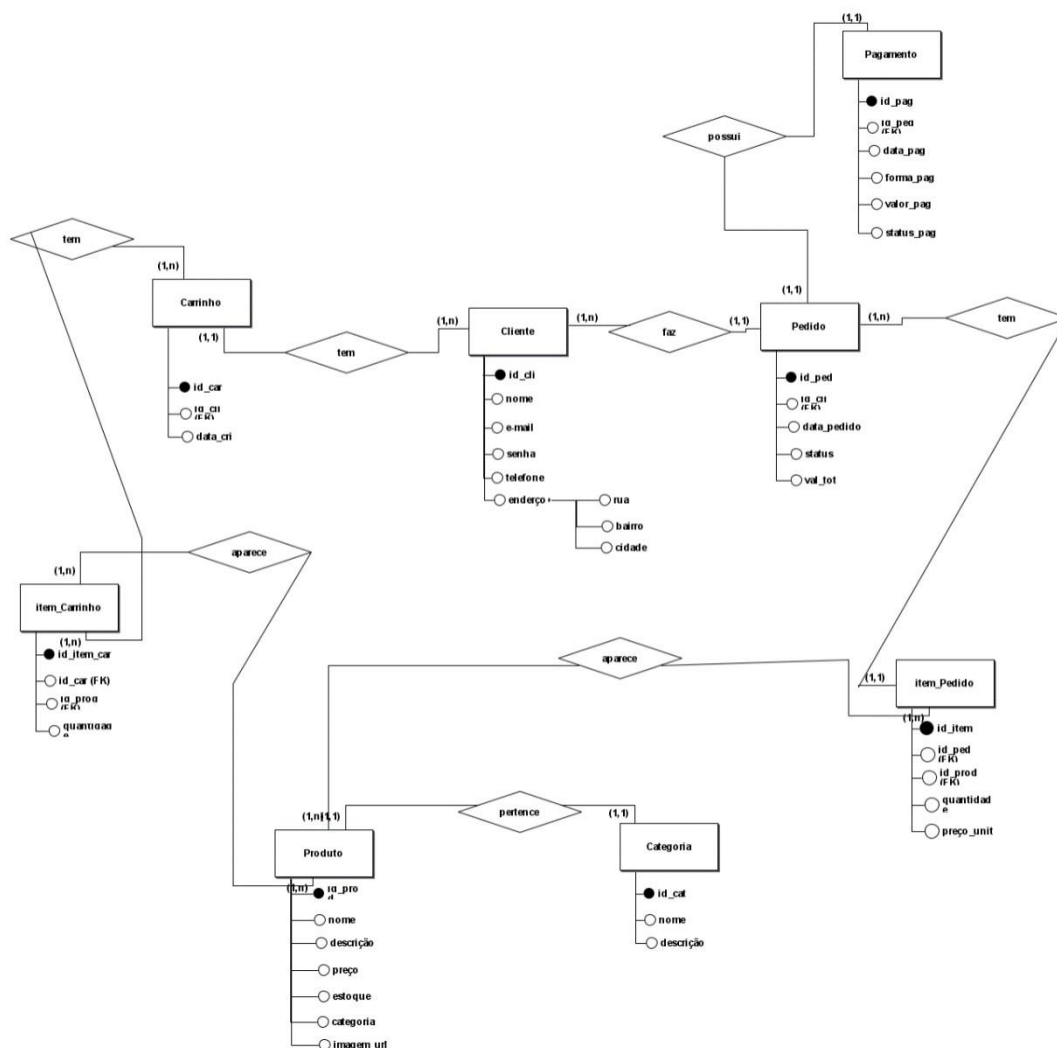 (1,1)
Pagamento
id_pag
id_ped
(FK)
data_pag
forma_pag
valor_pag
status_pag
possui
tem
(1,n)
Carrinho
(1,1)
id_car
id_cli
(FK)
data_cri
tem
(1,n)
Cliente
(1,n)
id_cli
nome
e-mail
senha
telefone
enderço
rua
bairro
cidade
faz
(1,1)
(1,1)
Pedido
(1,n)
id_ped
id_cli
(FK)
data_pedido
status
val_tot
tem
aparece
(1,n)
item_Carrinho
(1,n)
id_item_car
id_car (FK)
id_prod
(FK)
quantidad
e
aparece
(1,1)
item_Pedido
(1,n)
id_item
id_ped
(FK)
id_prod
(FK)
quantidad
e
preço_unit
(1,n)
(1,1)
pertence
(1,1)
Produto
(1,n)
id_pro
d
nome
descrição
preço
estoque
categoria
imagem_url
Categoria
id_cat
nome
descrição